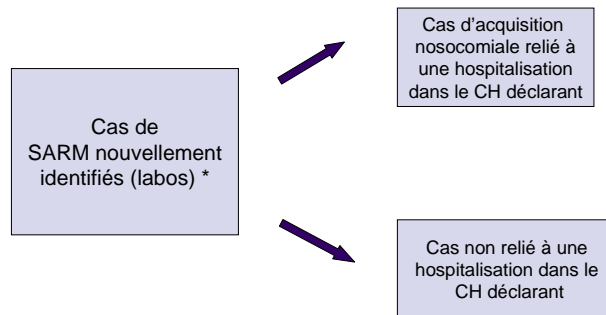 Cas de
SARM nouvellement
identifiés (labos) *
Cas d'acquisition
nosocomiale relié à
une hospitalisation
dans le CH déclarant
Cas non relié à une
hospitalisation dans le
CH déclarant